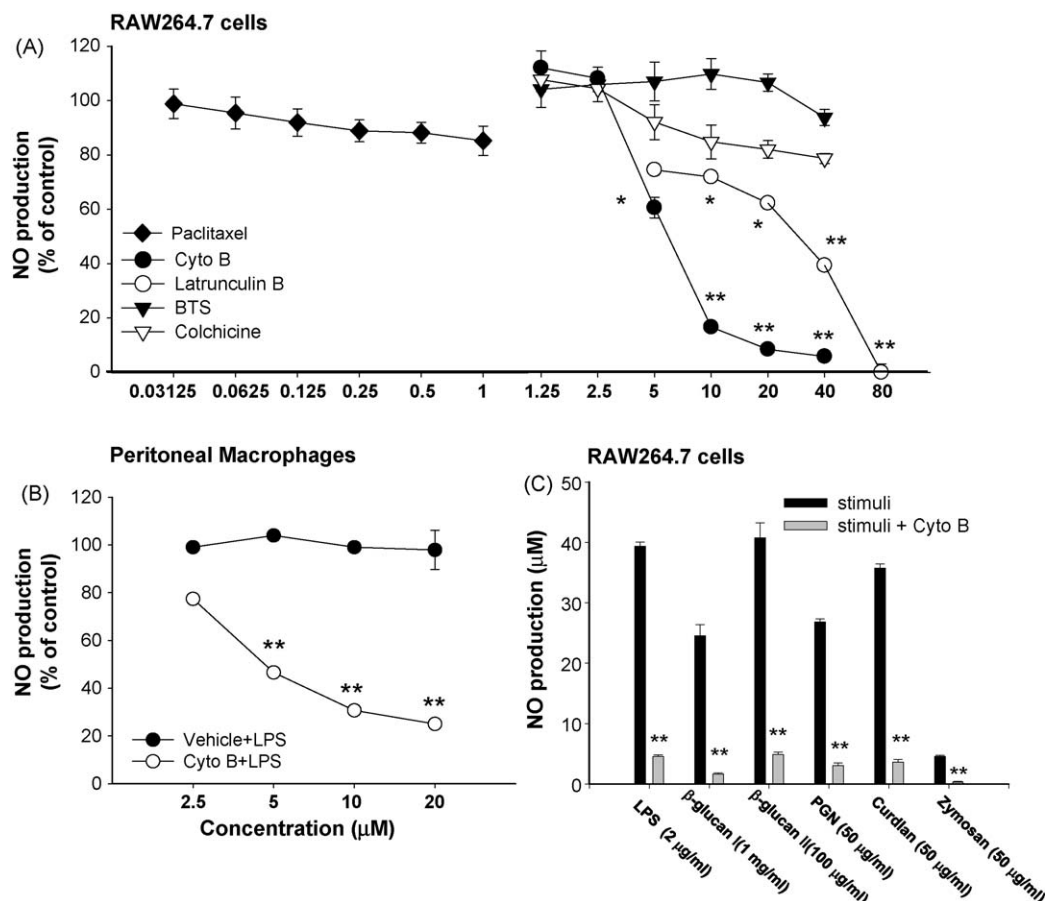 RAW264.7 cells
(A)
120
100
80
60
40
20
0
NO production
(% of control)
Paclitaxel
Cyto B
Latrunculin B
BTS
Colchicine
* * * **
** ** ** **
0.03125 0.0625 0.125 0.25 0.5 1 1.25 2.5 5 10 20 40 80
Peritoneal Macrophages
(B)
120
100
80
60
40
20
0
NO production
(% of control)
** ** **
Vehicle+LPS
Cyto B+LPS
2.5 5 10 20
Concentration (μM)
RAW264.7 cells
(C)
50
40
30
20
10
0
NO production (μM)
stimuli
stimuli + Cyto B
** ** ** ** ** **
LPS (2 μg/ml)
β-glucan I(1 mg/ml)
β-glucan Ii(100 μg/ml)
PGN (50 μg/ml)
Curdian (50 μg/ml)
Zymosan (50 μg/ml)